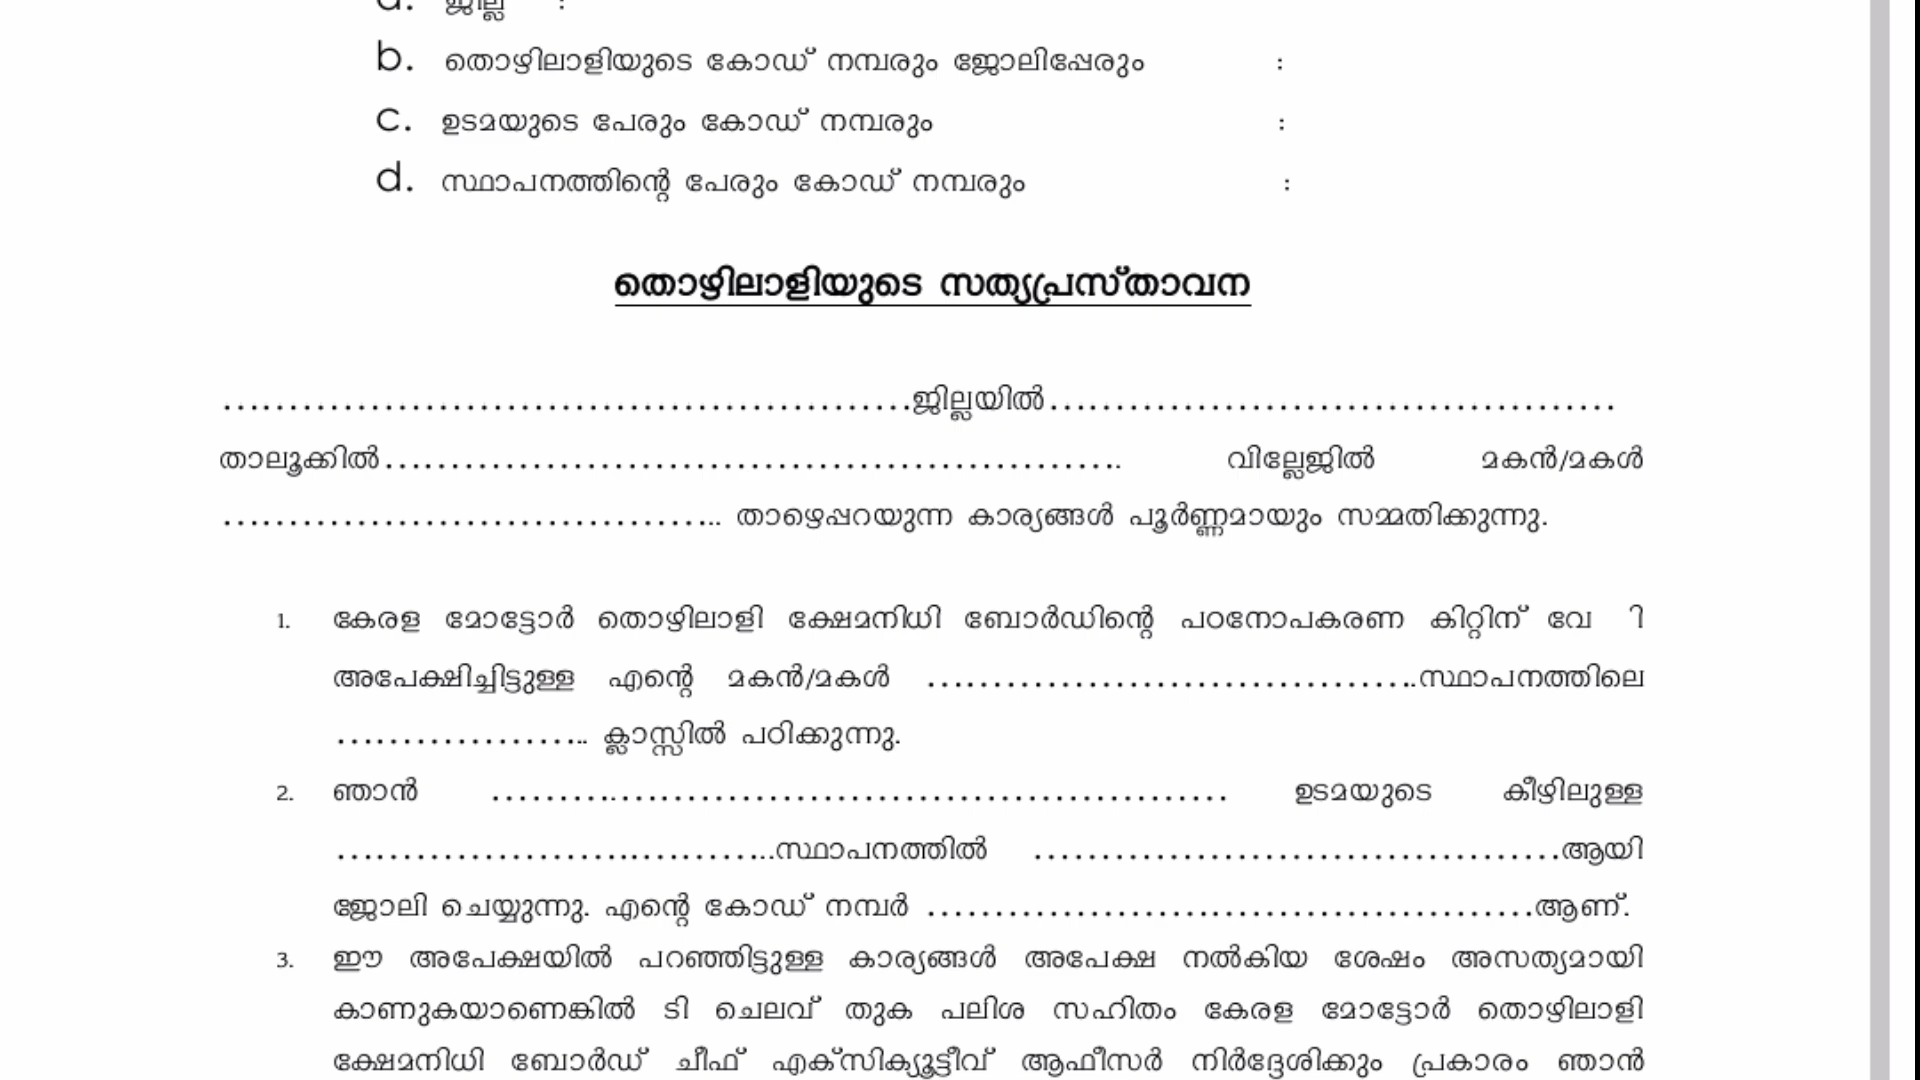 a. ജില്ല :
b. തൊഴിലാളിയുടെ കോഡ് നമ്പരും ജോലിപ്പേരും :
c. ഉടമയുടെ പേരും കോഡ് നമ്പരും :
d. സ്ഥാപനത്തിന്റെ പേരും കോഡ് നമ്പരും :
തൊഴിലാളിയുടെ സത്യപ്രസ്താവന
....................................................ജില്ലയിൽ...........................................
താലൂക്കിൽ....................................................... വില്ലേജിൽ മകൻ/മകൾ
..................................... താഴെപ്പറയുന്ന കാര്യങ്ങൾ പൂർണ്ണമായും സമ്മതിക്കുന്നു.
1. കേരള മോട്ടോർ തൊഴിലാളി ക്ഷേമനിധി ബോർഡിന്റെ പഠനോപകരണ കിറ്റിന് വേ ി
അപേക്ഷിച്ചിട്ടുള്ള എന്റെ മകൻ/മകൾ .....................................സ്ഥാപനത്തിലെ
.................... ക്ലാസ്സിൽ പഠിക്കുന്നു.
2. ഞാൻ ........................................................ ഉടമയുടെ കീഴിലുള്ള
..................................സ്ഥാപനത്തിൽ ........................................ആയി
ജോലി ചെയ്യുന്നു. എന്റെ കോഡ് നമ്പർ ..............................................ആണ്.
3. ഈ അപേക്ഷയിൽ പറഞ്ഞിട്ടുള്ള കാര്യങ്ങൾ അപേക്ഷ നൽകിയ ശേഷം അസത്യമായി
കാണുകയാണെങ്കിൽ ടി ചെലവ് തുക പലിശ സഹിതം കേരള മോട്ടോർ തൊഴിലാളി
ക്ഷേമനിധി ബോർഡ് ചീഫ് എക്സിക്യൂട്ടീവ് ആഫീസർ നിർദ്ദേശിക്കും പ്രകാരം ഞാൻ